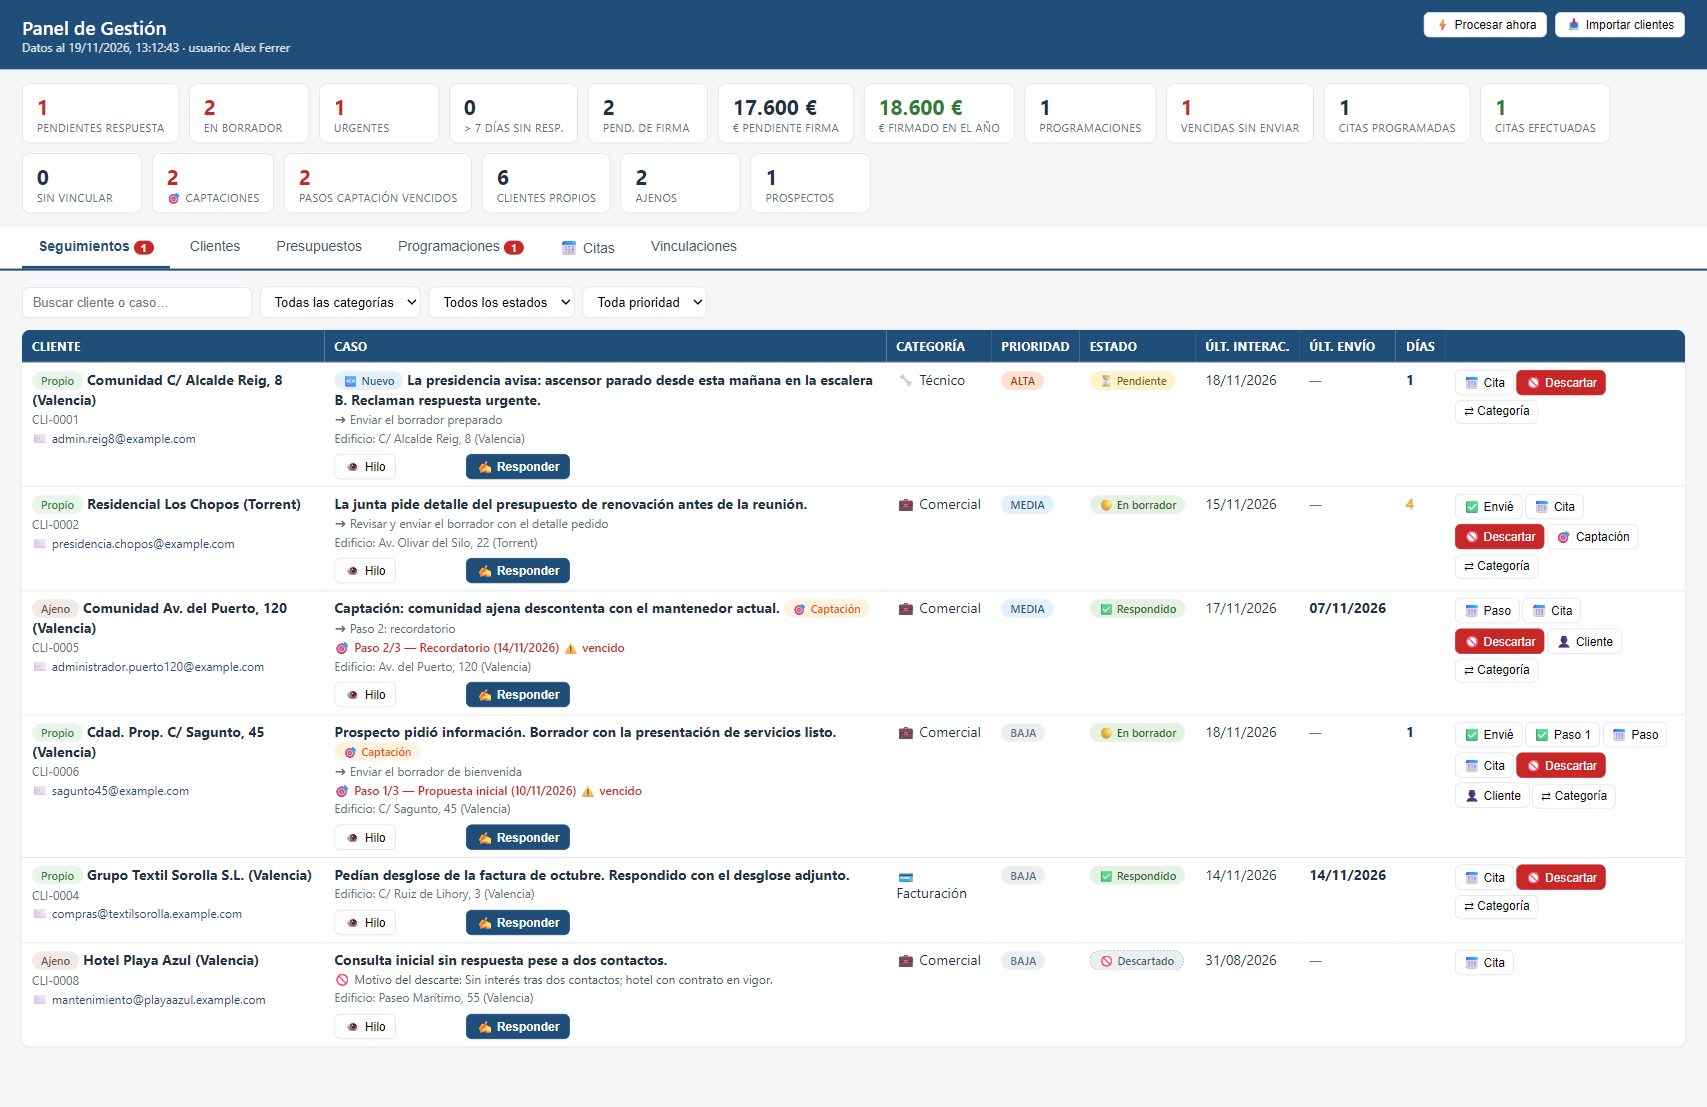 Panel de Gestión
Datos al 19/11/2026, 13:12:43 · usuario: Alex Ferrer
Procesar ahora
Importar clientes
1
PENDIENTES RESPUESTA
2
EN BORRADOR
1
URGENTES
0
> 7 DÍAS SIN RESP.
2
PEND. DE FIRMA
17.600 €
€ PENDIENTE FIRMA
18.600 €
€ FIRMADO EN EL AÑO
1
PROGRAMACIONES
1
VENCIDAS SIN ENVIAR
1
CITAS PROGRAMADAS
1
CITAS EFECTUADAS
0
SIN VINCULAR
2
CAPTACIONES
2
PASOS CAPTACIÓN VENCIDOS
6
CLIENTES PROPIOS
2
AJENOS
1
PROSPECTOS
Seguimientos 1
Clientes
Presupuestos
Programaciones 1
Citas
Vinculaciones
Buscar cliente o caso...
Todas las categorías
Todos los estados
Toda prioridad
CLIENTE CASO CATEGORÍA PRIORIDAD ESTADO ÚLT. INTERAC. ÚLT. ENVÍO DÍAS
Propio Comunidad C/ Alcalde Reig, 8
(Valencia)
CLI-0001
admin.reig8@example.com
Nuevo La presidencia avisa: ascensor parado desde esta mañana en la escalera
B. Reclaman respuesta urgente.
→ Enviar el borrador preparado
Edificio: C/ Alcalde Reig, 8 (Valencia)
Hilo
Responder
Técnico
ALTA
Pendiente
18/11/2026
—
1
Cita
Descartar
⇄ Categoría
Propio Residencial Los Chopos (Torrent)
CLI-0002
presidencia.chopos@example.com
La junta pide detalle del presupuesto de renovación antes de la reunión.
→ Revisar y enviar el borrador con el detalle pedido
Edificio: Av. Olivar del Silo, 22 (Torrent)
Hilo
Responder
Comercial
MEDIA
En borrador
15/11/2026
—
4
Envié
Cita
Descartar
Captación
⇄ Categoría
Ajeno Comunidad Av. del Puerto, 120
(Valencia)
CLI-0005
administrador.puerto120@example.com
Captación: comunidad ajena descontenta con el mantenedor actual. Captación
→ Paso 2: recordatorio
Paso 2/3 — Recordatorio (14/11/2026) ⚠ vencido
Edificio: Av. del Puerto, 120 (Valencia)
Hilo
Responder
Comercial
MEDIA
Respondido
17/11/2026
07/11/2026
Paso
Cita
Descartar
Cliente
⇄ Categoría
Propio Cdad. Prop. C/ Sagunto, 45
(Valencia)
CLI-0006
sagunto45@example.com
Prospecto pidió información. Borrador con la presentación de servicios listo.
Captación
→ Enviar el borrador de bienvenida
Paso 1/3 — Propuesta inicial (10/11/2026) ⚠ vencido
Edificio: C/ Sagunto, 45 (Valencia)
Hilo
Responder
Comercial
BAJA
En borrador
18/11/2026
—
1
Envié
Paso 1
Paso
Cita
Descartar
Cliente
⇄ Categoría
Propio Grupo Textil Sorolla S.L. (Valencia)
CLI-0004
compras@textilsorolla.example.com
Pedían desglose de la factura de octubre. Respondido con el desglose adjunto.
Edificio: C/ Ruiz de Lihory, 3 (Valencia)
Hilo
Responder
Facturación
BAJA
Respondido
14/11/2026
14/11/2026
Cita
Descartar
⇄ Categoría
Ajeno Hotel Playa Azul (Valencia)
CLI-0008
mantenimiento@playaazul.example.com
Consulta inicial sin respuesta pese a dos contactos.
Motivo del descarte: Sin interés tras dos contactos; hotel con contrato en vigor.
Edificio: Paseo Marítimo, 55 (Valencia)
Hilo
Responder
Comercial
BAJA
Descartado
31/08/2026
—
Cita